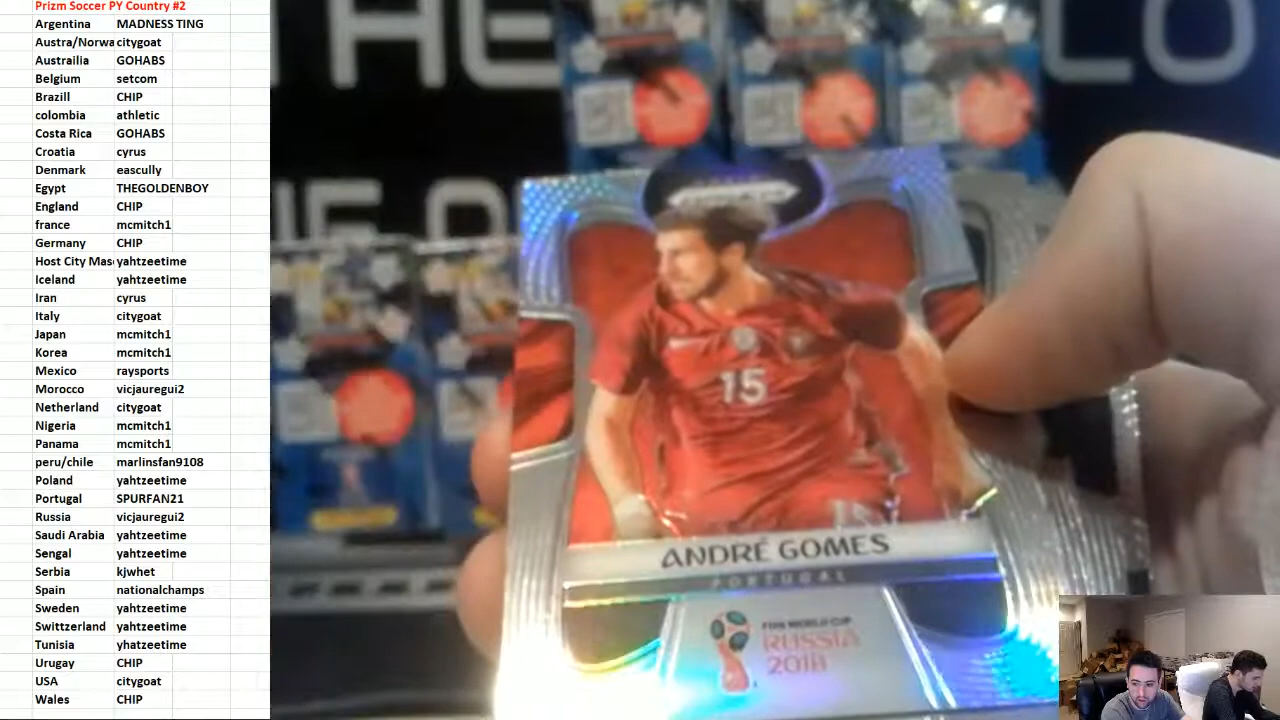 Prizm Soccer PY Country #2
Argentina MADNESS TING
Austra/Norwa citygoat
Austrailia GOHABS
Belgium setcom
Brazill CHIP
colombia athletic
Costa Rica GOHABS
Croatia cyrus
Denmark eascully
Egypt THEGOLDENBOY
England CHIP
france mcmitch1
Germany CHIP
Host City Mas yahtzeetime
Iceland yahtzeetime
Iran cyrus
Italy citygoat
Japan mcmitch1
Korea mcmitch1
Mexico raysports
Morocco vicjauregui2
Netherland citygoat
Nigeria mcmitch1
Panama mcmitch1
peru/chile marlinsfan9108
Poland yahtzeetime
Portugal SPURFAN21
Russia vicjauregui2
Saudi Arabia yahtzeetime
Sengal yahtzeetime
Serbia kjwhet
Spain nationalchamps
Sweden yahtzeetime
Swittzerland yahtzeetime
Tunisia yhatzeetime
Urugay CHIP
USA citygoat
Wales CHIP
15
15
ANDRÉ GOMES
PORTUGAL
FIFA WORLD CUP
RUSSIA
2018